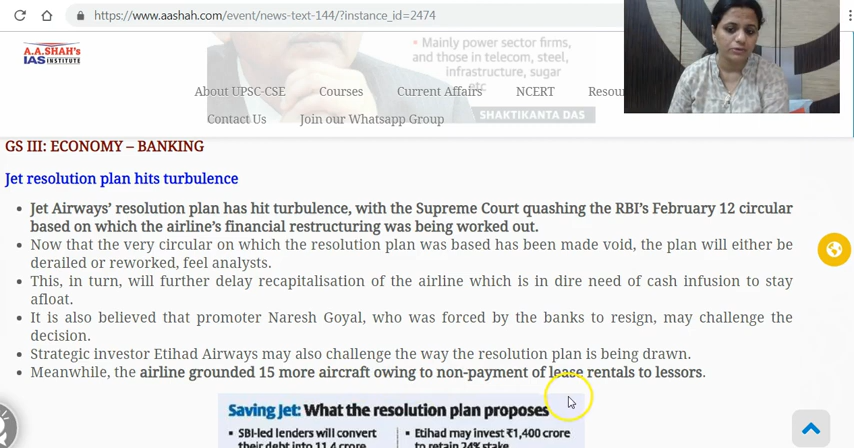 https://www.aashah.com/event/news-text-144/?instance_id=2474
A.A.SHAH's
IAS INSTITUTE
• Mainly power sector firms,
and those in telecom, steel,
infrastructure, sugar
etc
About UPSC-CSE Courses Current Affairs NCERT Resou
SHAKTIKANTA DAS
Contact Us Join our Whatsapp Group
GS III: ECONOMY – BANKING
Jet resolution plan hits turbulence
• Jet Airways' resolution plan has hit turbulence, with the Supreme Court quashing the RBI's February 12 circular
based on which the airline's financial restructuring was being worked out.
• Now that the very circular on which the resolution plan was based has been made void, the plan will either be
derailed or reworked, feel analysts.
• This, in turn, will further delay recapitalisation of the airline which is in dire need of cash infusion to stay
afloat.
• It is also believed that promoter Naresh Goyal, who was forced by the banks to resign, may challenge the
decision.
• Strategic investor Etihad Airways may also challenge the way the resolution plan is being drawn.
• Meanwhile, the airline grounded 15 more aircraft owing to non-payment of lease rentals to lessors.
Saving Jet: What the resolution plan proposes
• SBI-led lenders will convert
their debt into 11.4 crore
• Etihad may invest ₹1,400 crore
to retain 24% stake